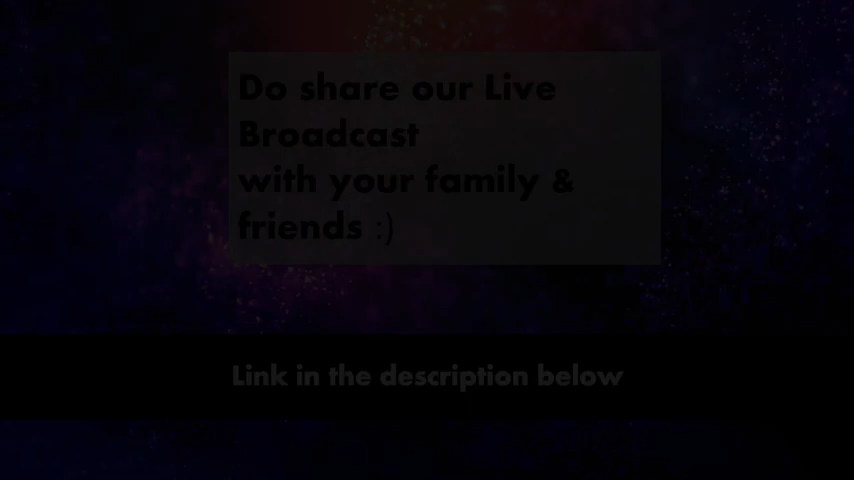 Do share our Live
Broadcast
with your family &
friends :)
Link in the description below